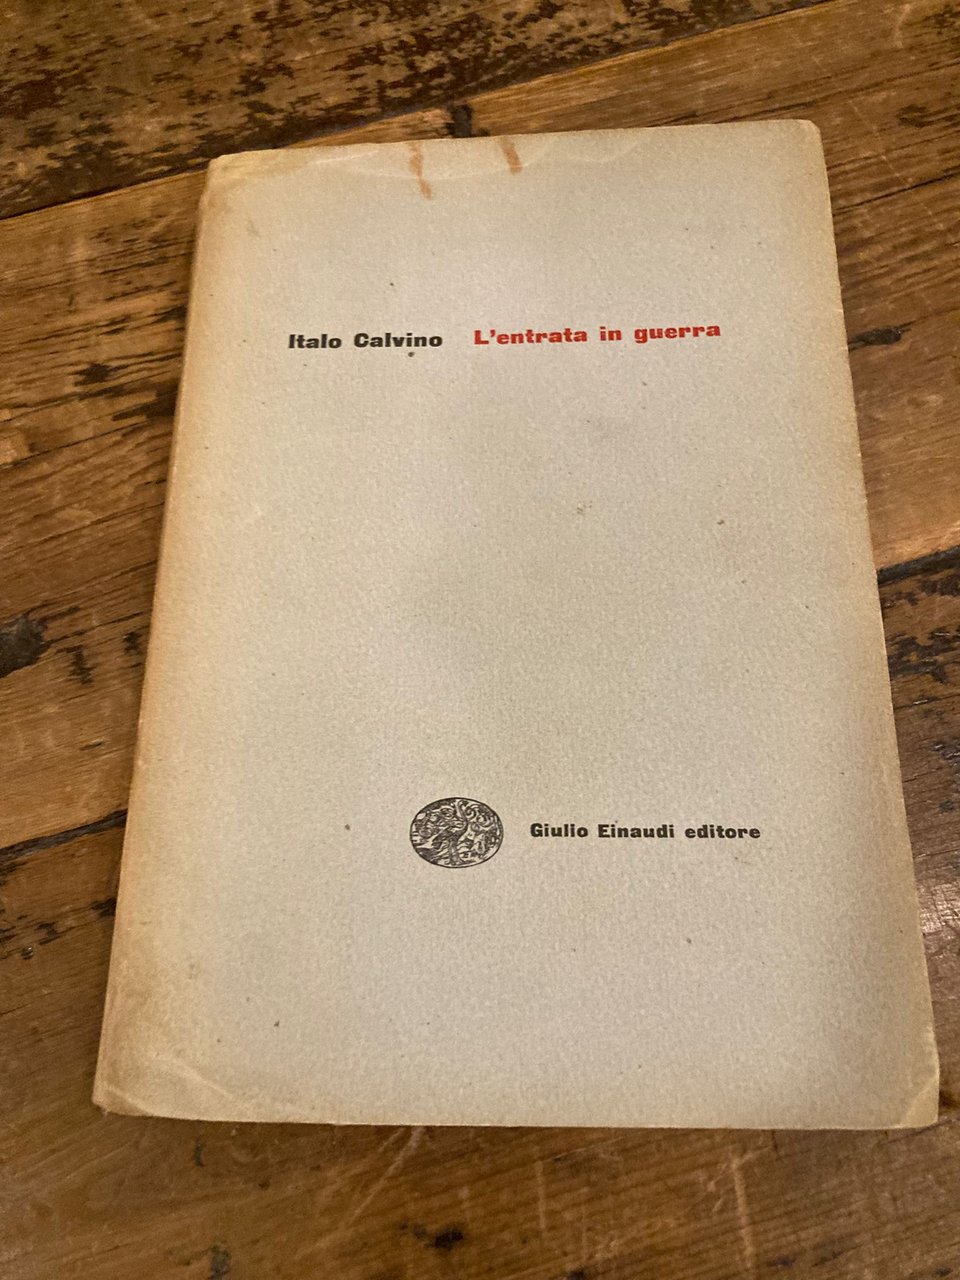 Italo Calvino L'entrata in guerra
Giulio Einaudi editore